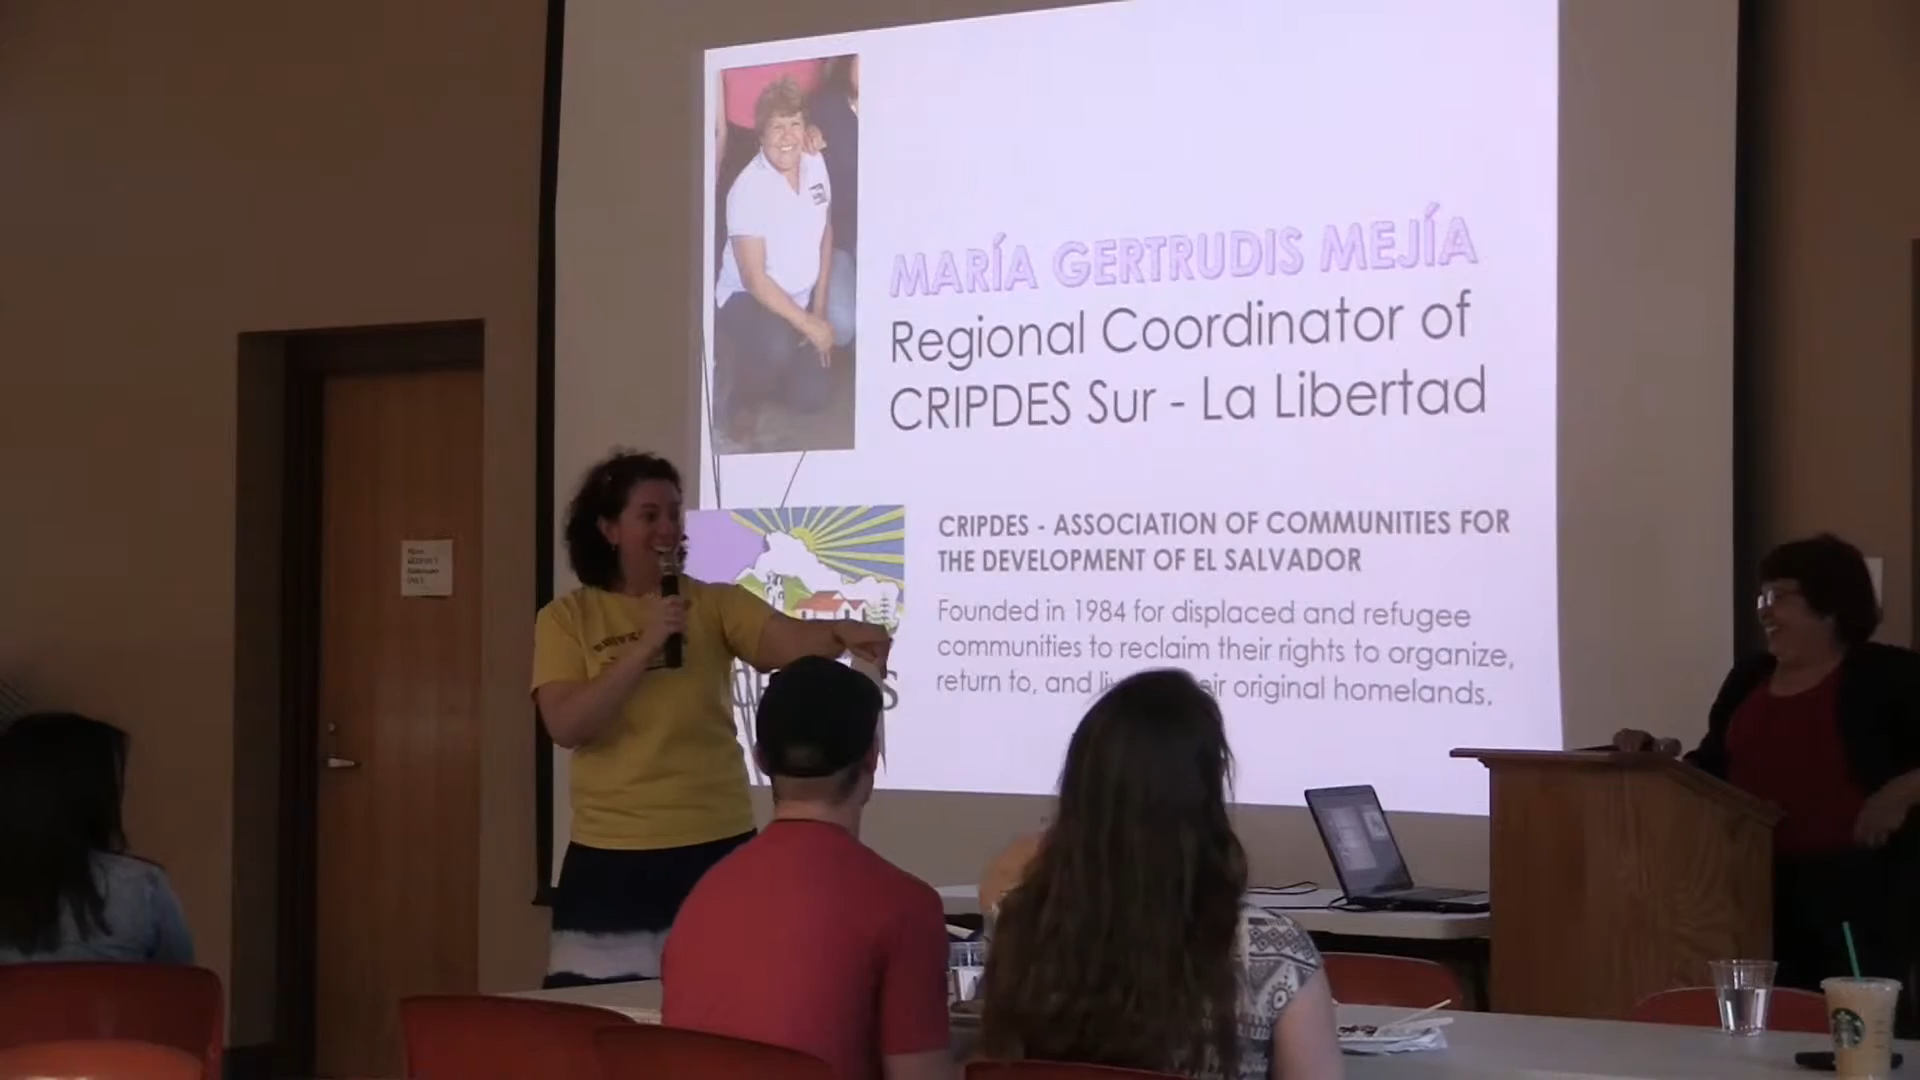 MARÍA GERTRUDIS MEJÍA
Regional Coordinator of
CRIPDES Sur - La Libertad
CRIPDES - ASSOCIATION OF COMMUNITIES FOR
THE DEVELOPMENT OF EL SALVADOR
Founded in 1984 for displaced and refugee
communities to reclaim their rights to organize,
return to, and original homelands.